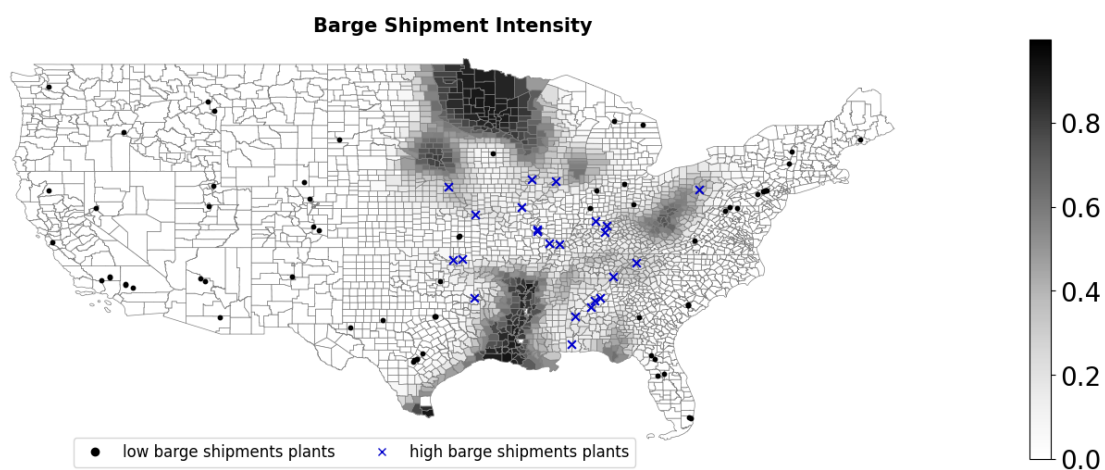 Barge Shipment Intensity
0.8
0.6
0.4
0.2
0.0
low barge shipments plants
high barge shipments plants